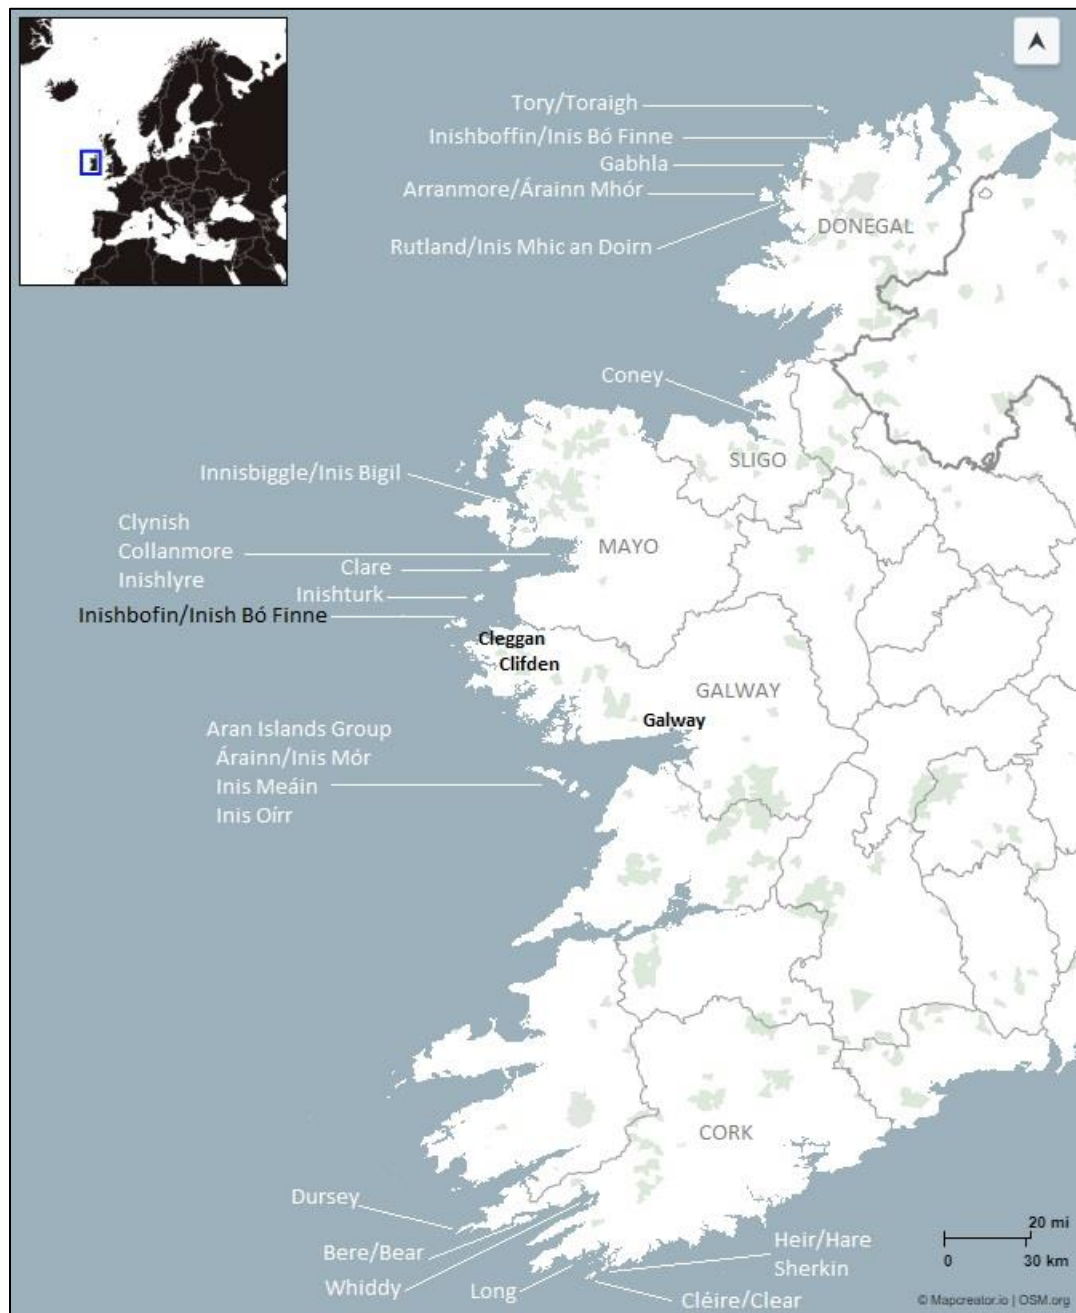 Tory/Toraigh
Inishboffin/Inis Bó Finne
Gabhla
Arranmore/Árainn Mhór
DONEGAL
Rutland/Inis Mhic an Doirn
Coney
SLIGO
Innisbiggle/Inis Bigil
Clynish
Collanmore
Inishlyre
MAYO
Clare
Inishturk
Inishbofin/Inish Bó Finne
Cleggan
Clifden
GALWAY
Galway
Aran Islands Group
Árainn/Inis Mór
Inis Meáin
Inis Oírr
CORK
Dursey
Bere/Bear
Whiddy
Long
Heir/Hare
Sherkin
Cléire/Clear
20 mi
0 30 km
© Mapcreator.io | OSM.org